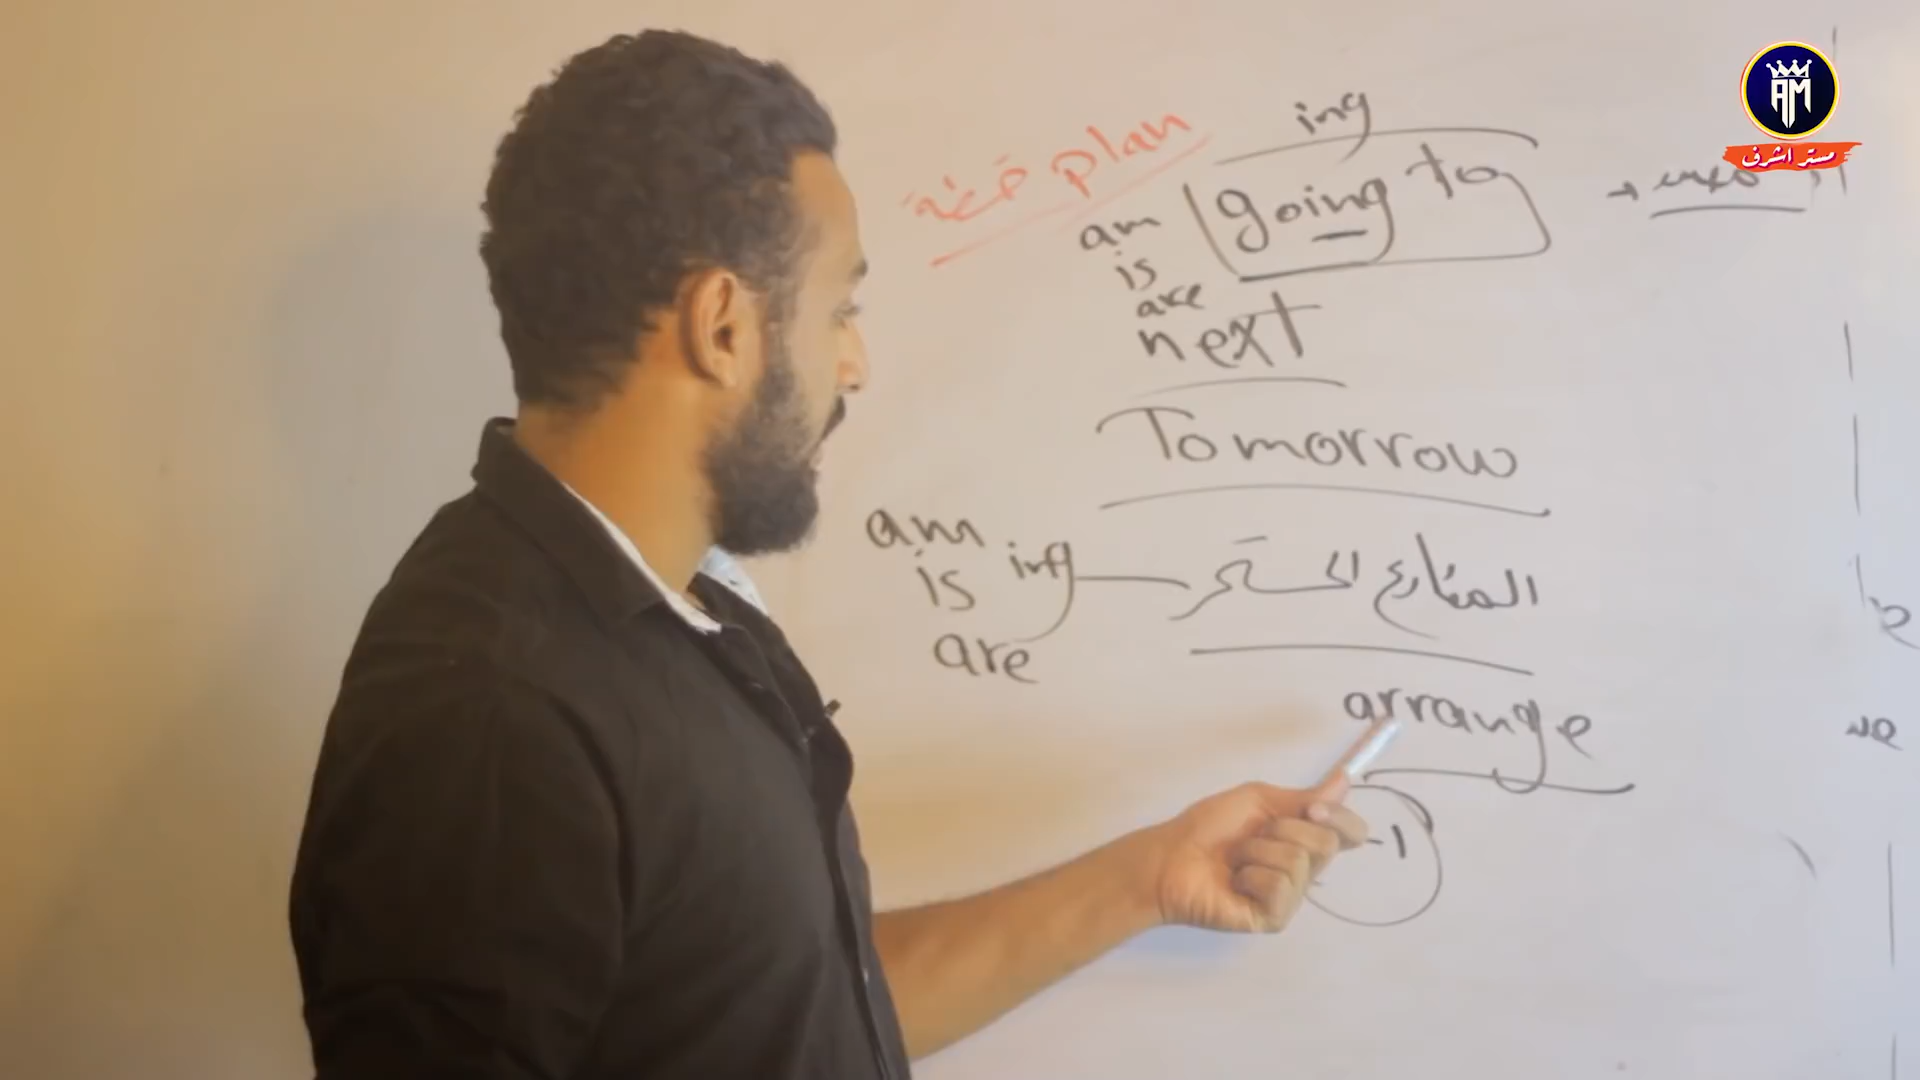 ing
plan
going to
am
is
are
next
Tomorrow
am
is
are
ing
المضارع المستمر
arrange
-1
AM
مستر اشرف